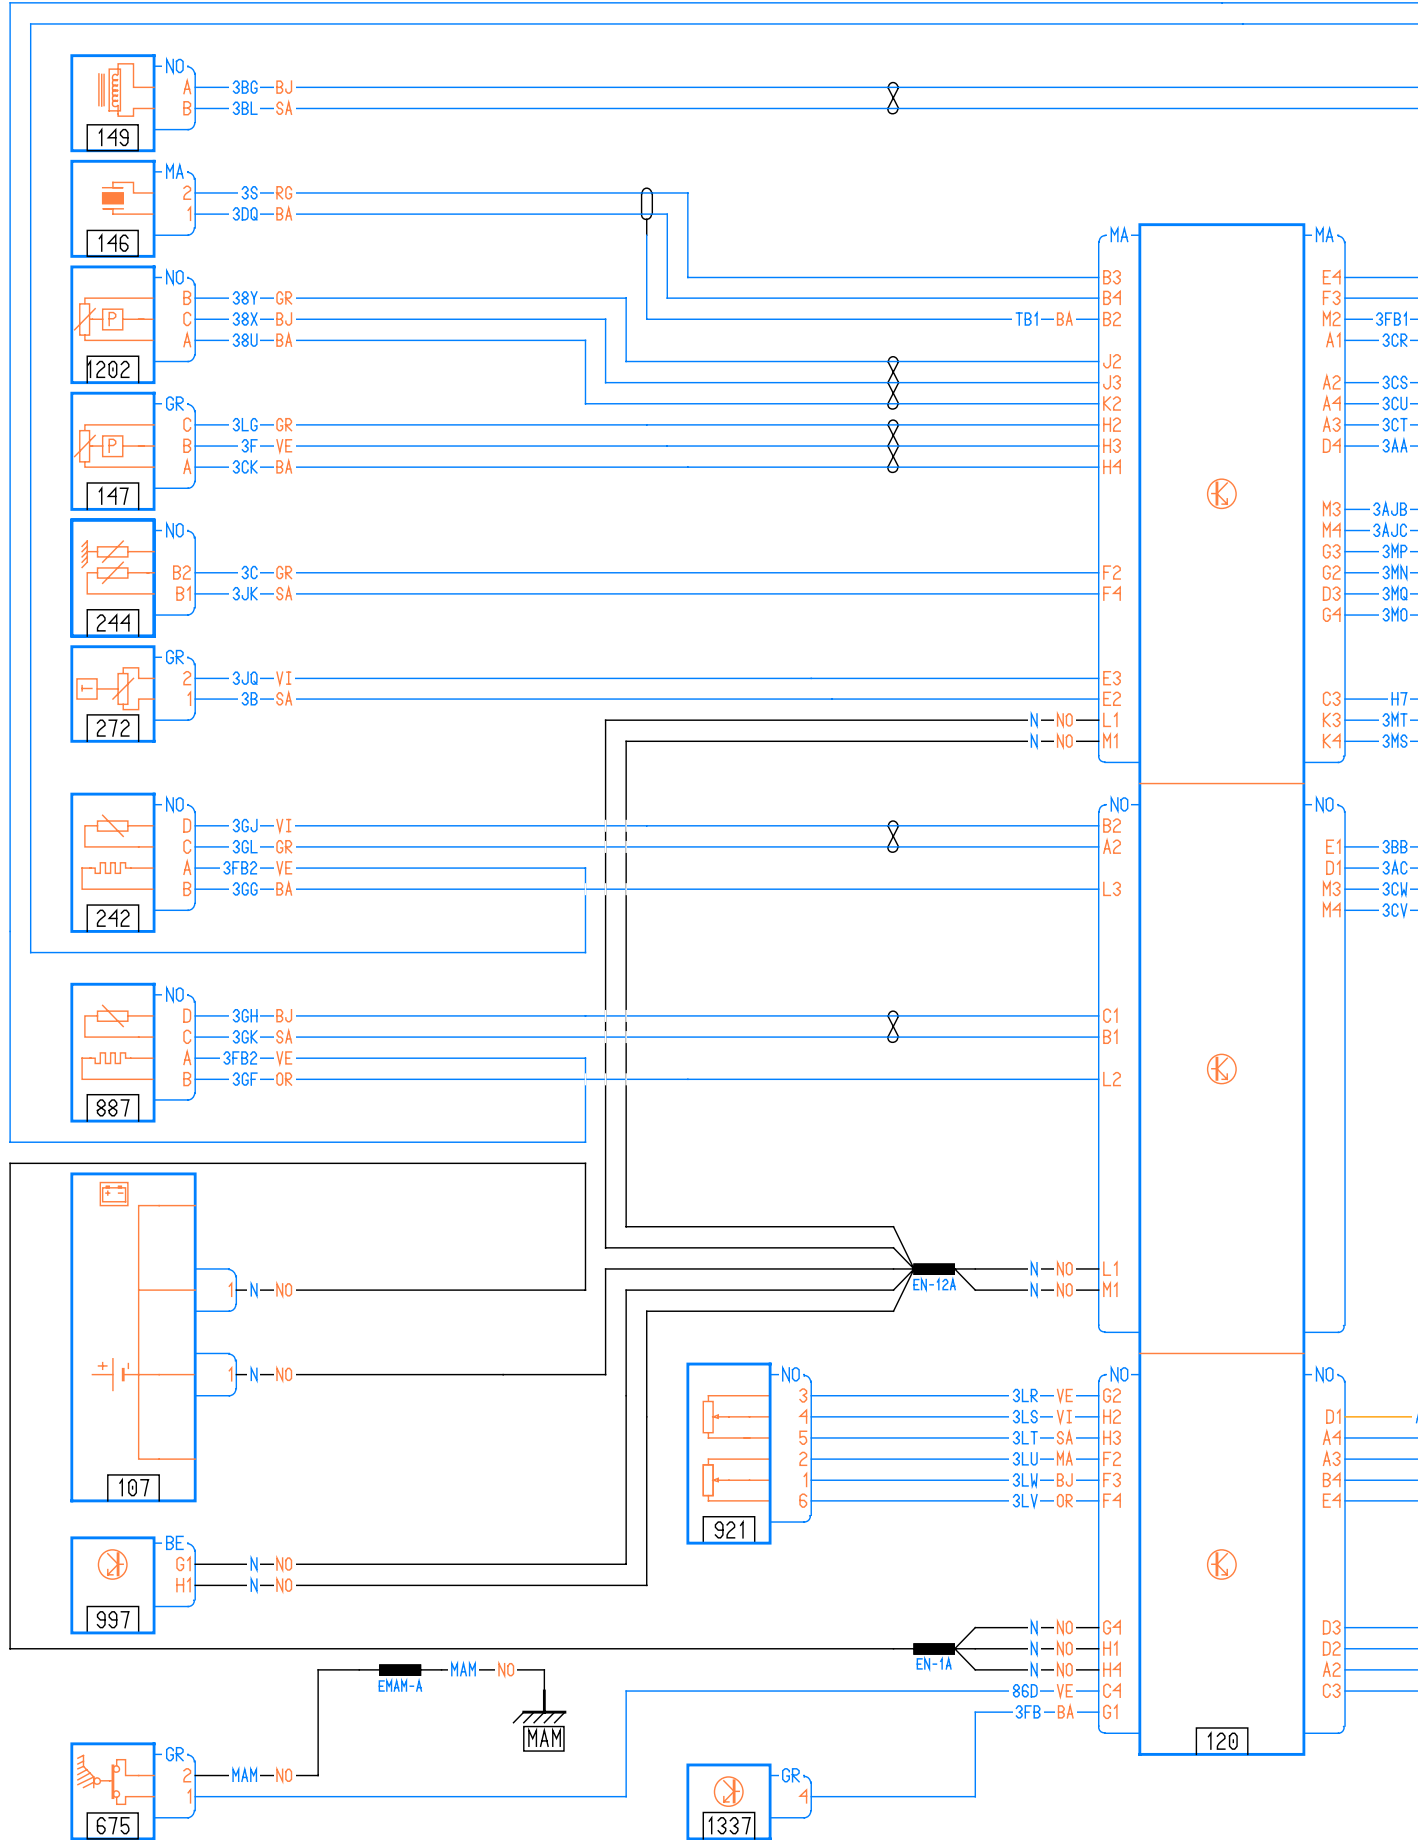 NO
A 3BG BJ
B 3BL SA
149
MA
2 3S RG
1 3DQ BA
146
MA MA
NO
B3 E4
B 38Y GR B4 F3
C 38X BJ TB1 BA B2 M2 3FB1
P
A 38U BA A1 3CR
1202
J2
J3 A2 3CS
GR K2 A4 3CU
C 3LG GR H2 A3 3CT
P
B 3F VE H3 D4 3AA
A 3CK BA H4
147
M3 3AJB
NO M4 3AJC
G3 3MP
B2 3C GR F2 G2 3MN
B1 3JK SA F4 D3 3MQ
G4 3MO
244
GR
T
2 3JQ VI E3
1 3B SA E2 C3 H7
N NO L1 K3 3MT
272
N NO M1 K4 3MS
NO NO NO
D 3GJ VI B2
C 3GL GR A2 E1 3BB
A 3FB2 VE D1 3AC
B 3GG BA L3 M3 3CW
M4 3CV
242
NO
D 3GH BJ C1
C 3GK SA B1
A 3FB2 VE
B 3GF OR L2
887
+ -
N NO L1
EN-12A
1 N NO N NO M1
+ -
1 N NO NO NO NO
3 3LR VE G2
4 3LS VI H2 D1
5 3LT SA H3 A4
2 3LU MA F2 A3
1 3LW BJ F3 B4
107
6 3LV OR F4 E4
921
BE
G1 N NO
H1 N NO
997
N NO G4 D3
N NO H1 D2
EN-1A
N NO H4 A2
MAM NO
EMAM-A
86D VE C4 C3
3FB BA G1
MAM
120
GR
2 MAM NO
1
675
GR
4
1337